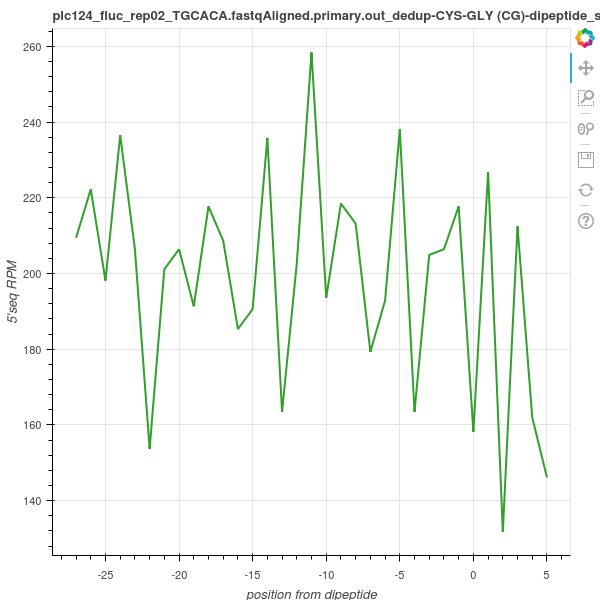 plc124_fluc_rep02_TGCACA.fastqAligned.primary.out_dedup-CYS-GLY (CG)-dipeptide_s
260
240
220
200
180
160
140
5'seq RPM
-25 -20 -15 -10 -5 0 5
position from dipeptide